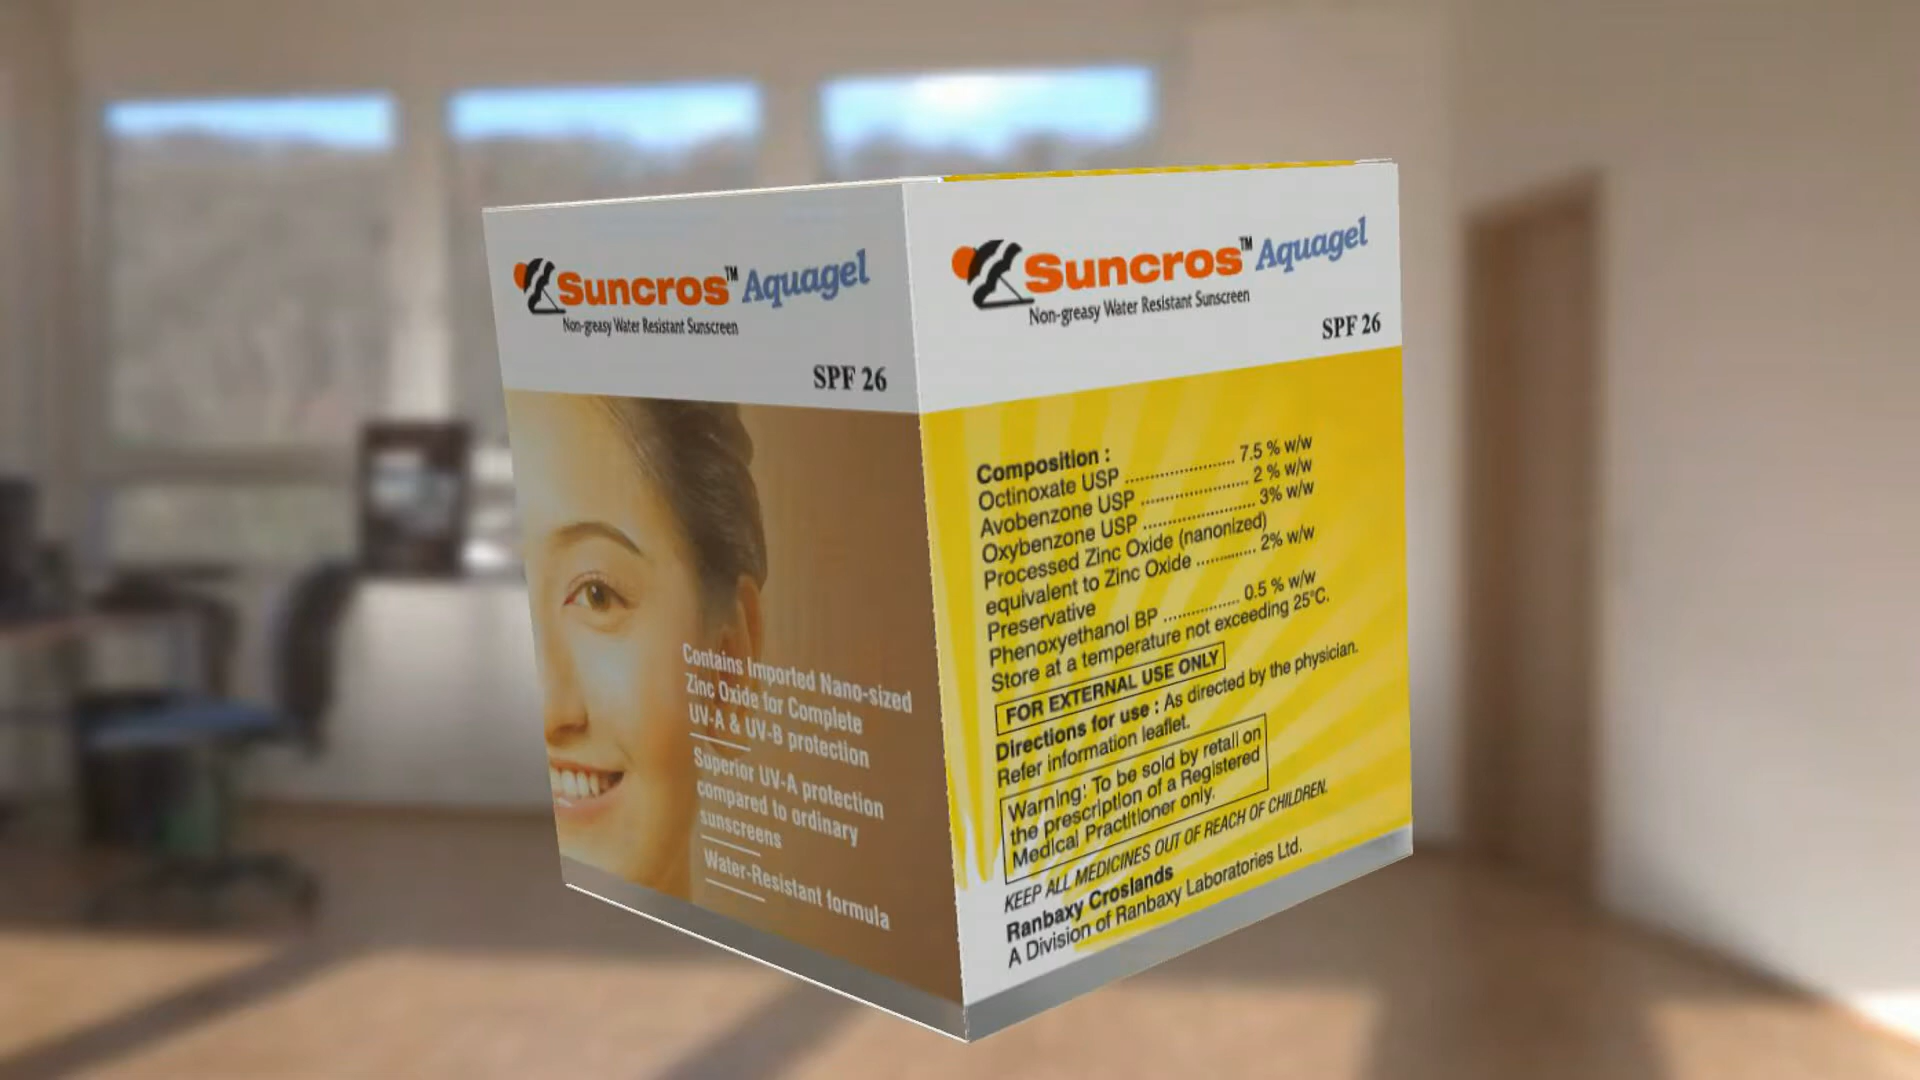 Suncros™ Aquagel
Non-greasy Water Resistant Sunscreen
SPF 26
Contains Imported Nano-sized
Zinc Oxide for Complete
UV-A & UV-B protection
Superior UV-A protection
compared to ordinary
sunscreens
Water-Resistant formula
Suncros™ Aquagel
Non-greasy Water Resistant Sunscreen
SPF 26
Composition :
Octinoxate USP ...................... 7.5 % w/w
Avobenzone USP ..................... 2 % w/w
Oxybenzone USP ...................... 3% w/w
Processed Zinc Oxide (nanonized)
equivalent to Zinc Oxide ............ 2% w/w
Preservative
Phenoxyethanol BP ............... 0.5 % w/w
Store at a temperature not exceeding 25°C.
FOR EXTERNAL USE ONLY
Directions for use : As directed by the physician.
Refer information leaflet.
Warning: To be sold by retail on
the prescription of a Registered
Medical Practitioner only.
KEEP ALL MEDICINES OUT OF REACH OF CHILDREN.
Ranbaxy Croslands
A Division of Ranbaxy Laboratories Ltd.